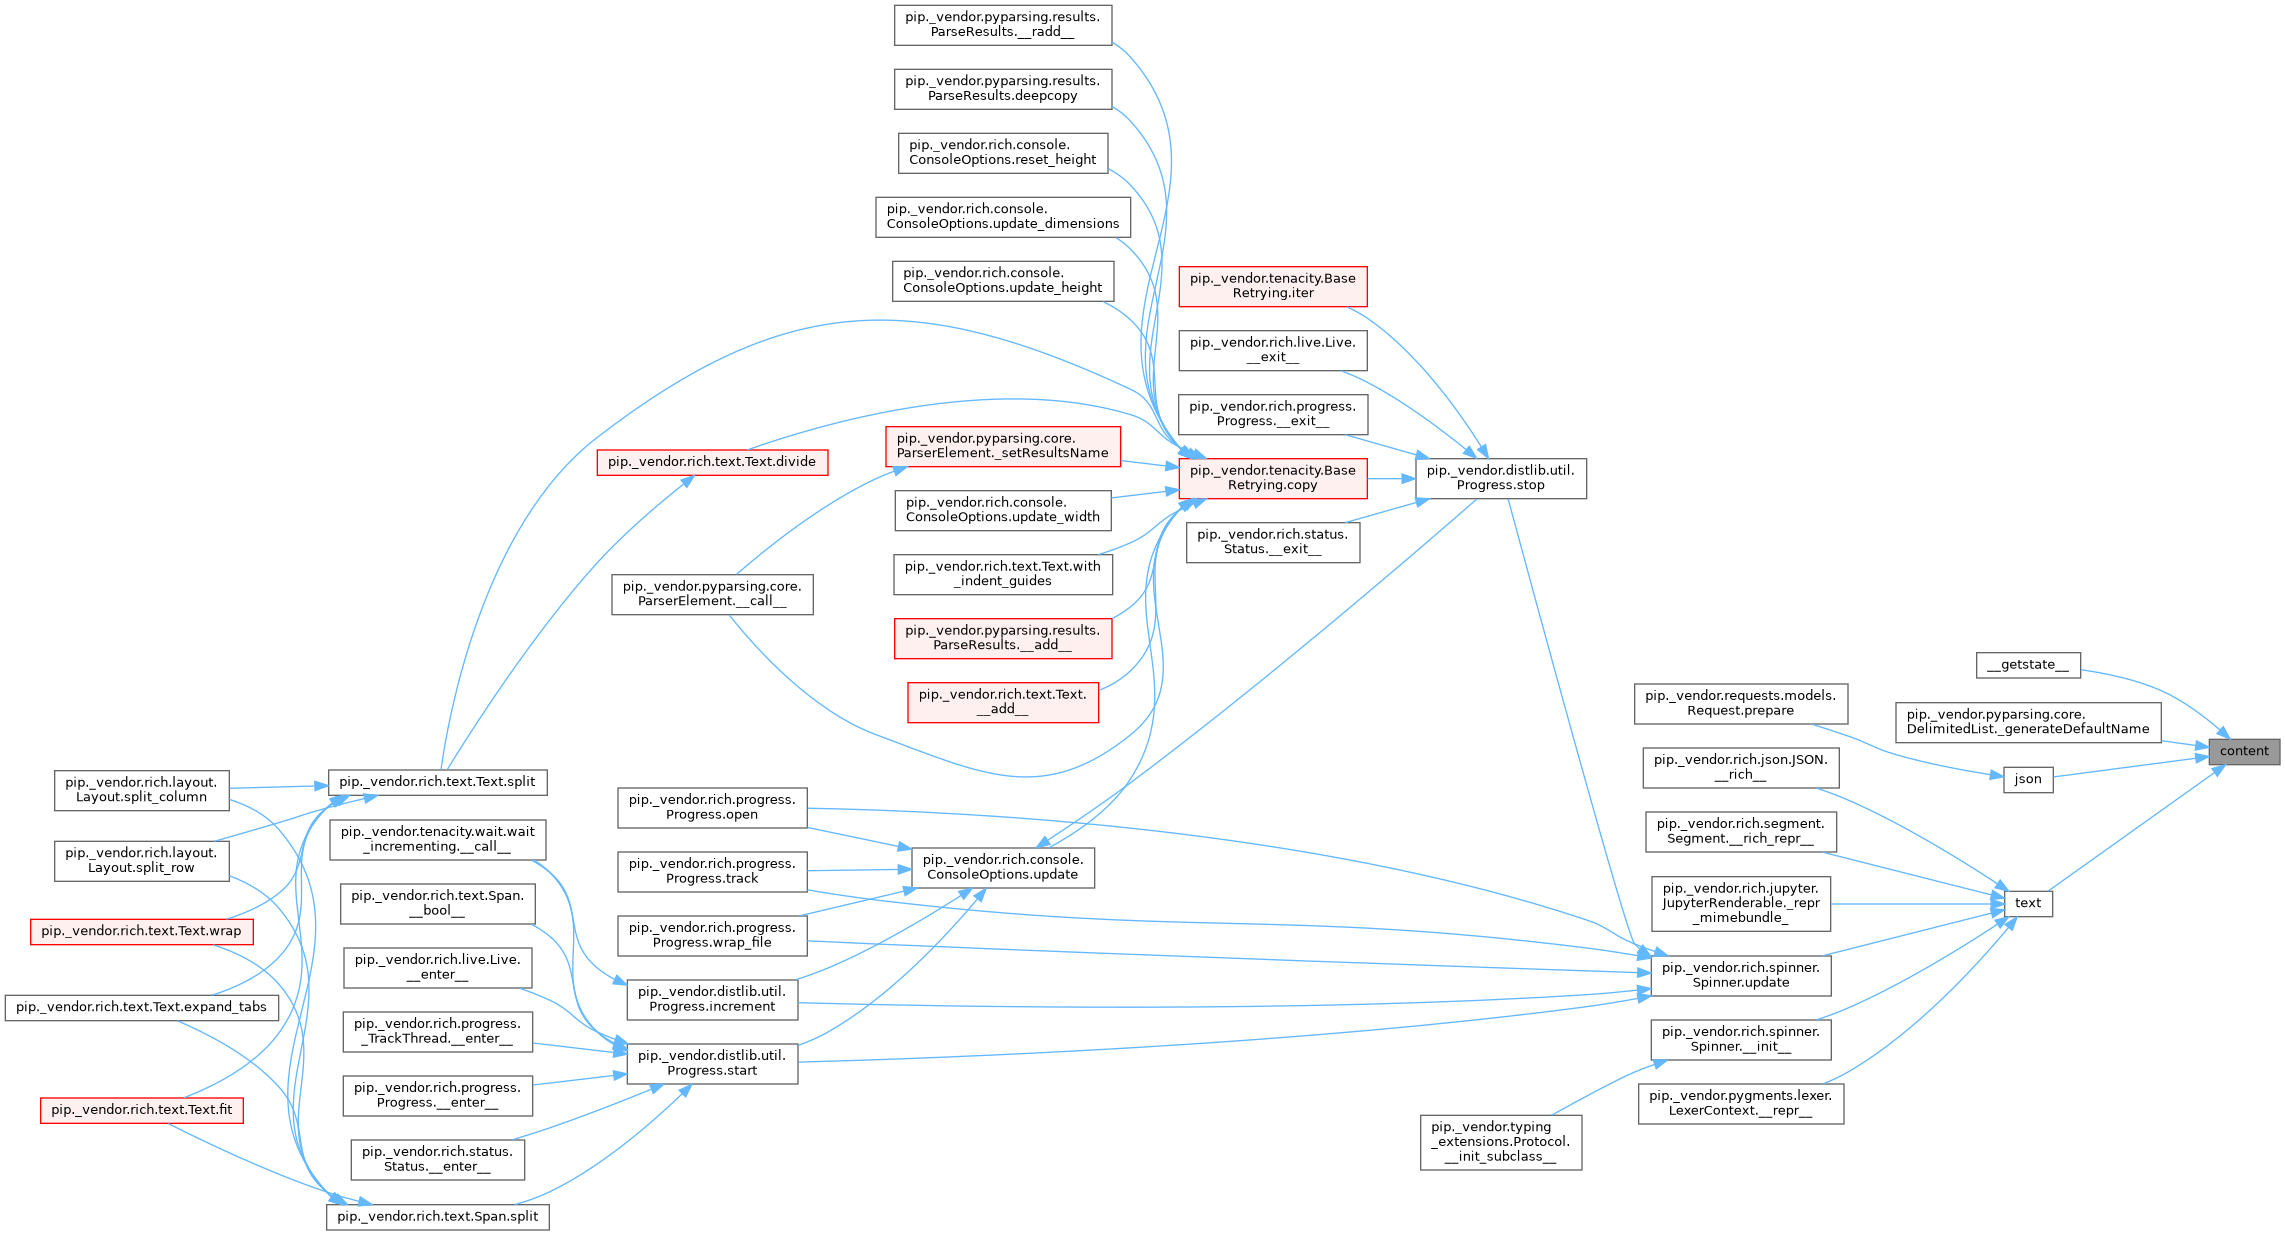 pip._vendor.pyparsing.results.
ParseResults.__radd__
pip._vendor.pyparsing.results.
ParseResults.deepcopy
pip._vendor.rich.console.
ConsoleOptions.reset_height
pip._vendor.rich.console.
ConsoleOptions.update_dimensions
pip._vendor.rich.console.
ConsoleOptions.update_height
pip._vendor.tenacity.Base
Retrying.iter
pip._vendor.rich.live.Live.
__exit__
pip._vendor.rich.progress.
Progress.__exit__
pip._vendor.rich.text.Text.divide
pip._vendor.pyparsing.core.
ParserElement._setResultsName
pip._vendor.tenacity.Base
Retrying.copy
pip._vendor.distlib.util.
Progress.stop
pip._vendor.rich.console.
ConsoleOptions.update_width
pip._vendor.rich.status.
Status.__exit__
pip._vendor.rich.text.Text.with
_indent_guides
pip._vendor.pyparsing.core.
ParserElement.__call__
pip._vendor.pyparsing.results.
ParseResults.__add__
pip._vendor.rich.text.Text.
__add__
__getstate__
pip._vendor.requests.models.
Request.prepare
pip._vendor.pyparsing.core.
DelimitedList._generateDefaultName
content
pip._vendor.rich.json.JSON.
__rich__
json
pip._vendor.rich.layout.
Layout.split_column
pip._vendor.rich.text.Text.split
pip._vendor.rich.progress.
Progress.open
pip._vendor.rich.segment.
Segment.__rich_repr__
pip._vendor.tenacity.wait.wait
_incrementing.__call__
pip._vendor.rich.layout.
Layout.split_row
pip._vendor.rich.progress.
Progress.track
pip._vendor.rich.console.
ConsoleOptions.update
pip._vendor.rich.jupyter.
JupyterRenderable._repr
_mimebundle_
text
pip._vendor.rich.text.Span.
__bool__
pip._vendor.rich.text.Text.wrap
pip._vendor.rich.progress.
Progress.wrap_file
pip._vendor.rich.live.Live.
__enter__
pip._vendor.rich.spinner.
Spinner.update
pip._vendor.rich.text.Text.expand_tabs
pip._vendor.distlib.util.
Progress.increment
pip._vendor.rich.progress.
_TrackThread.__enter__
pip._vendor.rich.spinner.
Spinner.__init__
pip._vendor.distlib.util.
Progress.start
pip._vendor.rich.progress.
Progress.__enter__
pip._vendor.rich.text.Text.fit
pip._vendor.pygments.lexer.
LexerContext.__repr__
pip._vendor.typing
_extensions.Protocol.
__init_subclass__
pip._vendor.rich.status.
Status.__enter__
pip._vendor.rich.text.Span.split